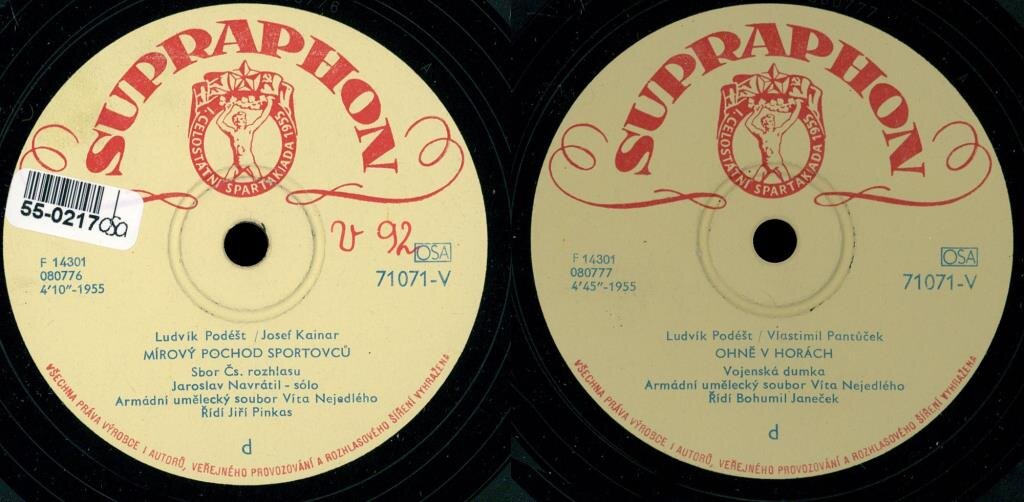 SUPRAPHON
I. CELOSTÁTNÍ SPARTAKIADA 1955
55-0217 OSA
V 92
OSA
F 14301
080776
4'10"-1955
71071-V
Ludvík Podéšt / Josef Kainar
MÍROVÝ POCHOD SPORTOVCŮ
Sbor Čs. rozhlasu
Jaroslav Navrátil - sólo
Armádní umělecký soubor Víta Nejedlého
Řídí Jiří Pinkas
d
VŠECHNA PRÁVA VÝROBCE I AUTORŮ, VEŘEJNÉHO PROVOZOVÁNÍ A ROZHLASOVÉHO ŠÍŘENÍ VYHRAŽENA
SUPRAPHON
I. CELOSTÁTNÍ SPARTAKIADA 1955
OSA
F 14301
080777
4'45"-1955
71071-V
Ludvík Podéšt / Vlastimil Pantůček
OHNĚ V HORÁCH
Vojenská dumka
Armádní umělecký soubor Víta Nejedlého
Řídí Bohumil Janeček
d
VŠECHNA PRÁVA VÝROBCE I AUTORŮ, VEŘEJNÉHO PROVOZOVÁNÍ A ROZHLASOVÉHO ŠÍŘENÍ VYHRAŽENA